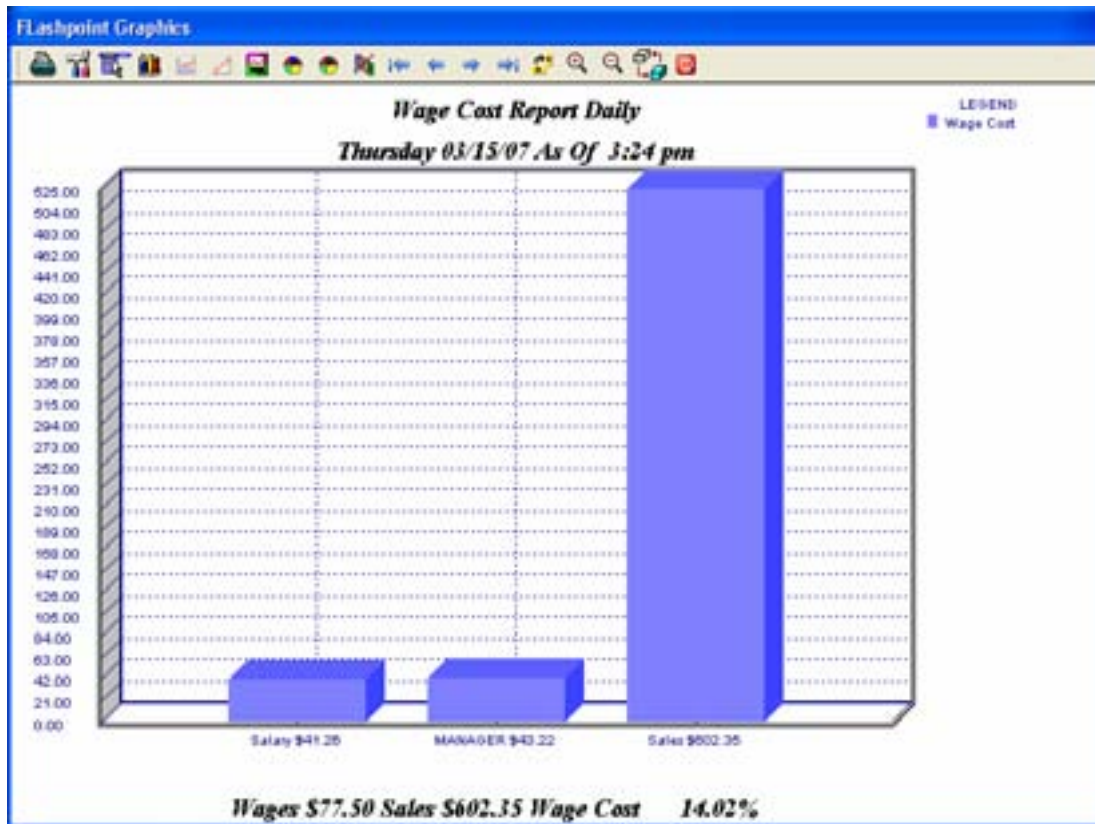 FLashpoint Graphics
Wage Cost Report Daily
Thursday 03/15/07 As Of 3:24 pm
LEGEND
Wage Cost
525.00
504.00
483.00
462.00
441.00
420.00
399.00
378.00
357.00
336.00
315.00
294.00
273.00
252.00
231.00
210.00
189.00
168.00
147.00
126.00
105.00
84.00
63.00
42.00
21.00
0.00
Salary $41.26
MANAGER $43.22
Sales $602.35
Wages $77.50 Sales $602.35 Wage Cost 14.02%